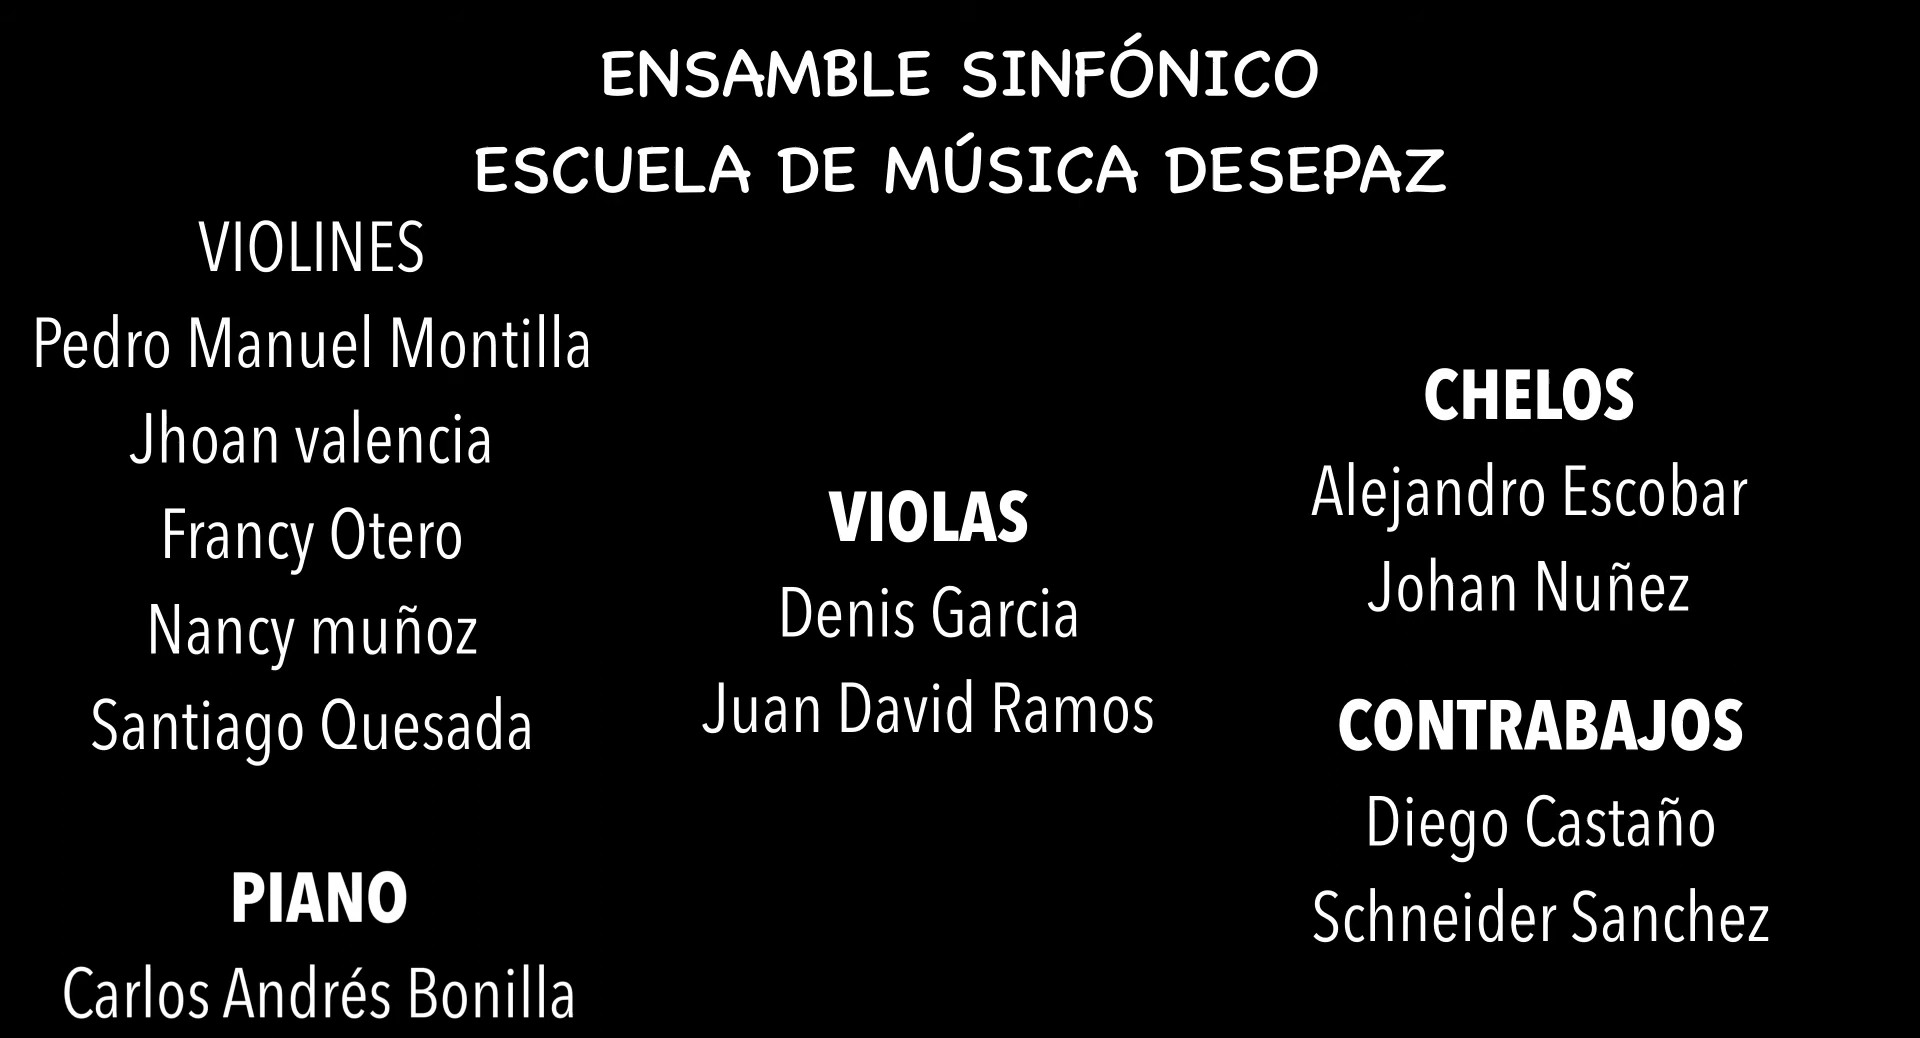 ENSAMBLE SINFÓNICO
ESCUELA DE MÚSICA DESEPAZ
VIOLINES
Pedro Manuel Montilla
Jhoan valencia
Francy Otero
Nancy muñoz
Santiago Quesada
PIANO
Carlos Andrés Bonilla
VIOLAS
Denis Garcia
Juan David Ramos
CHELOS
Alejandro Escobar
Johan Nuñez
CONTRABAJOS
Diego Castaño
Schneider Sanchez